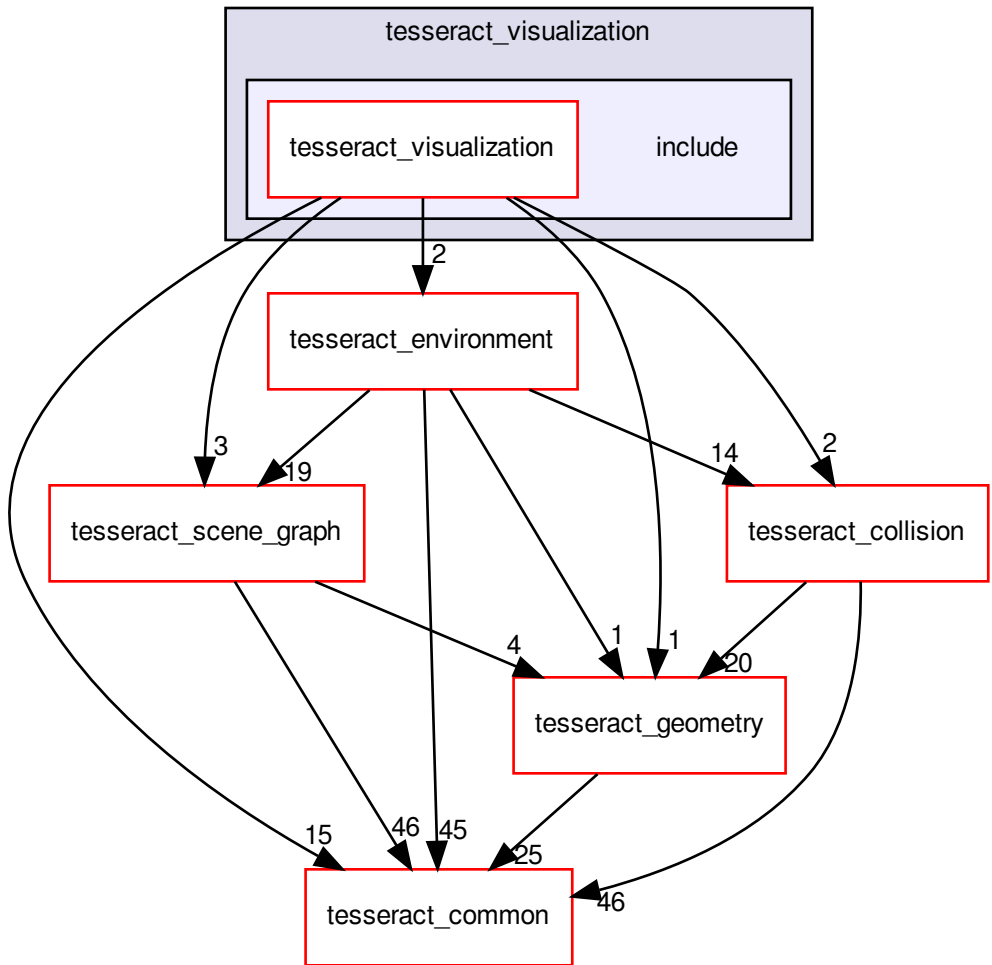 tesseract_visualization
tesseract_visualization
include
2
tesseract_environment
3
19
14
2
tesseract_scene_graph
tesseract_collision
4
1
1
20
tesseract_geometry
15
46
45
25
46
tesseract_common